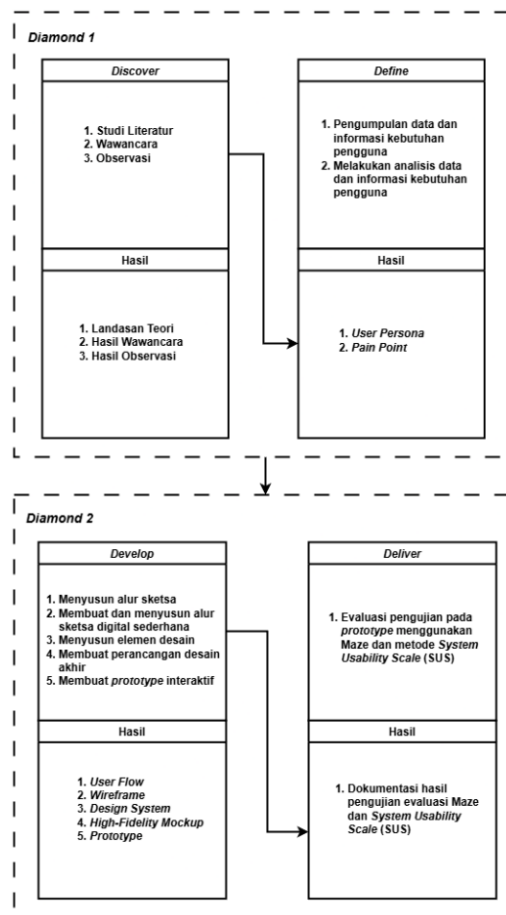 Diamond 1
Discover
1. Studi Literatur
2. Wawancara
3. Observasi
Hasil
1. Landasan Teori
2. Hasil Wawancara
3. Hasil Observasi
Define
1. Pengumpulan data dan
informasi kebutuhan
pengguna
2. Melakukan analisis data
dan informasi kebutuhan
pengguna
Hasil
1. User Persona
2. Pain Point
Diamond 2
Develop
1. Menyusun alur sketsa
2. Membuat dan menyusun alur
sketsa digital sederhana
3. Menyusun elemen desain
4. Membuat perancangan desain
akhir
5. Membuat prototype interaktif
Hasil
1. User Flow
2. Wireframe
3. Design System
4. High-Fidelity Mockup
5. Prototype
Deliver
1. Evaluasi pengujian pada
prototype menggunakan
Maze dan metode System
Usability Scale (SUS)
Hasil
1. Dokumentasi hasil
pengujian evaluasi Maze
dan System Usability
Scale (SUS)